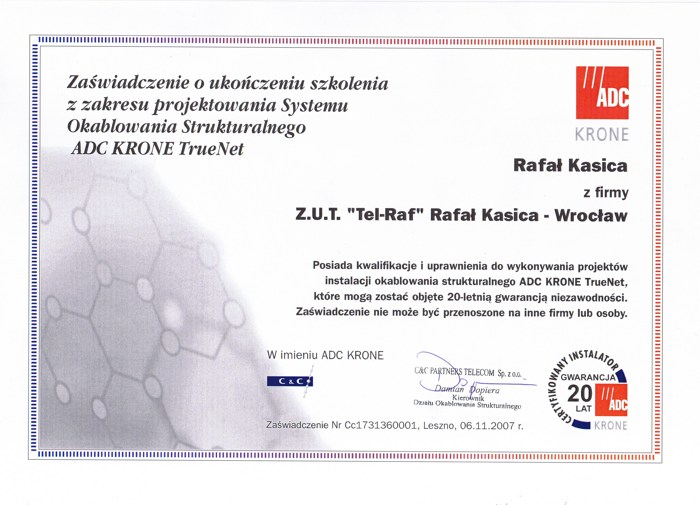 Zaświadczenie o ukończeniu szkolenia
z zakresu projektowania Systemu
Okablowania Strukturalnego
ADC KRONE TrueNet
ADC
KRONE
Rafał Kasica
z firmy
Z.U.T. "Tel-Raf" Rafał Kasica - Wrocław
Posiada kwalifikacje i uprawnienia do wykonywania projektów
instalacji okablowania strukturalnego ADC KRONE TrueNet,
które mogą zostać objęte 20-letnią gwarancją niezawodności.
Zaświadczenie nie może być przenoszone na inne firmy lub osoby.
W imieniu ADC KRONE
C & C
C&C PARTNERS TELECOM Sp. z o.o.
Damian Dopiera
Kierownik
Działu Okablowania Strukturalnego
CERTYFIKOWANY INSTALATOR
GWARANCJA
20
LAT
ADC
KRONE
Zaświadczenie Nr Cc1731360001, Leszno, 06.11.2007 r.